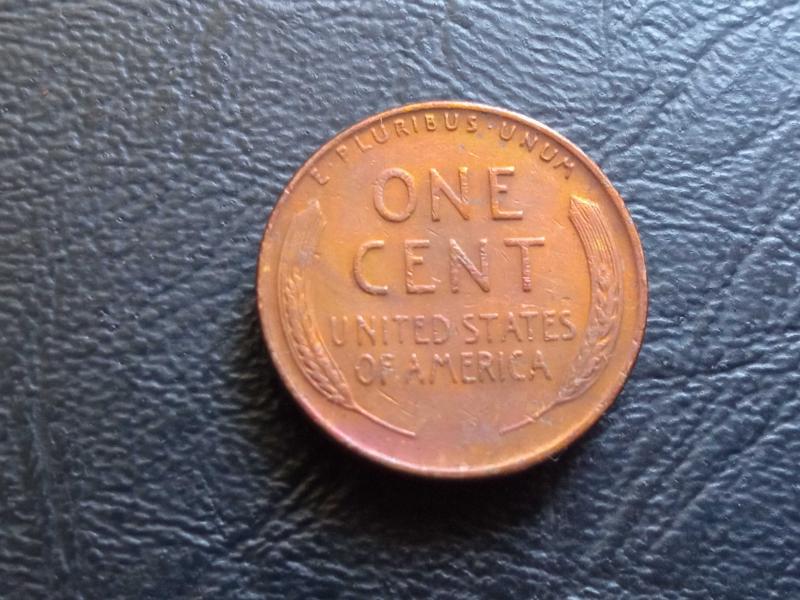 E PLURIBUS·UNUM
ONE
CENT
UNITED·STATES
OF AMERICA